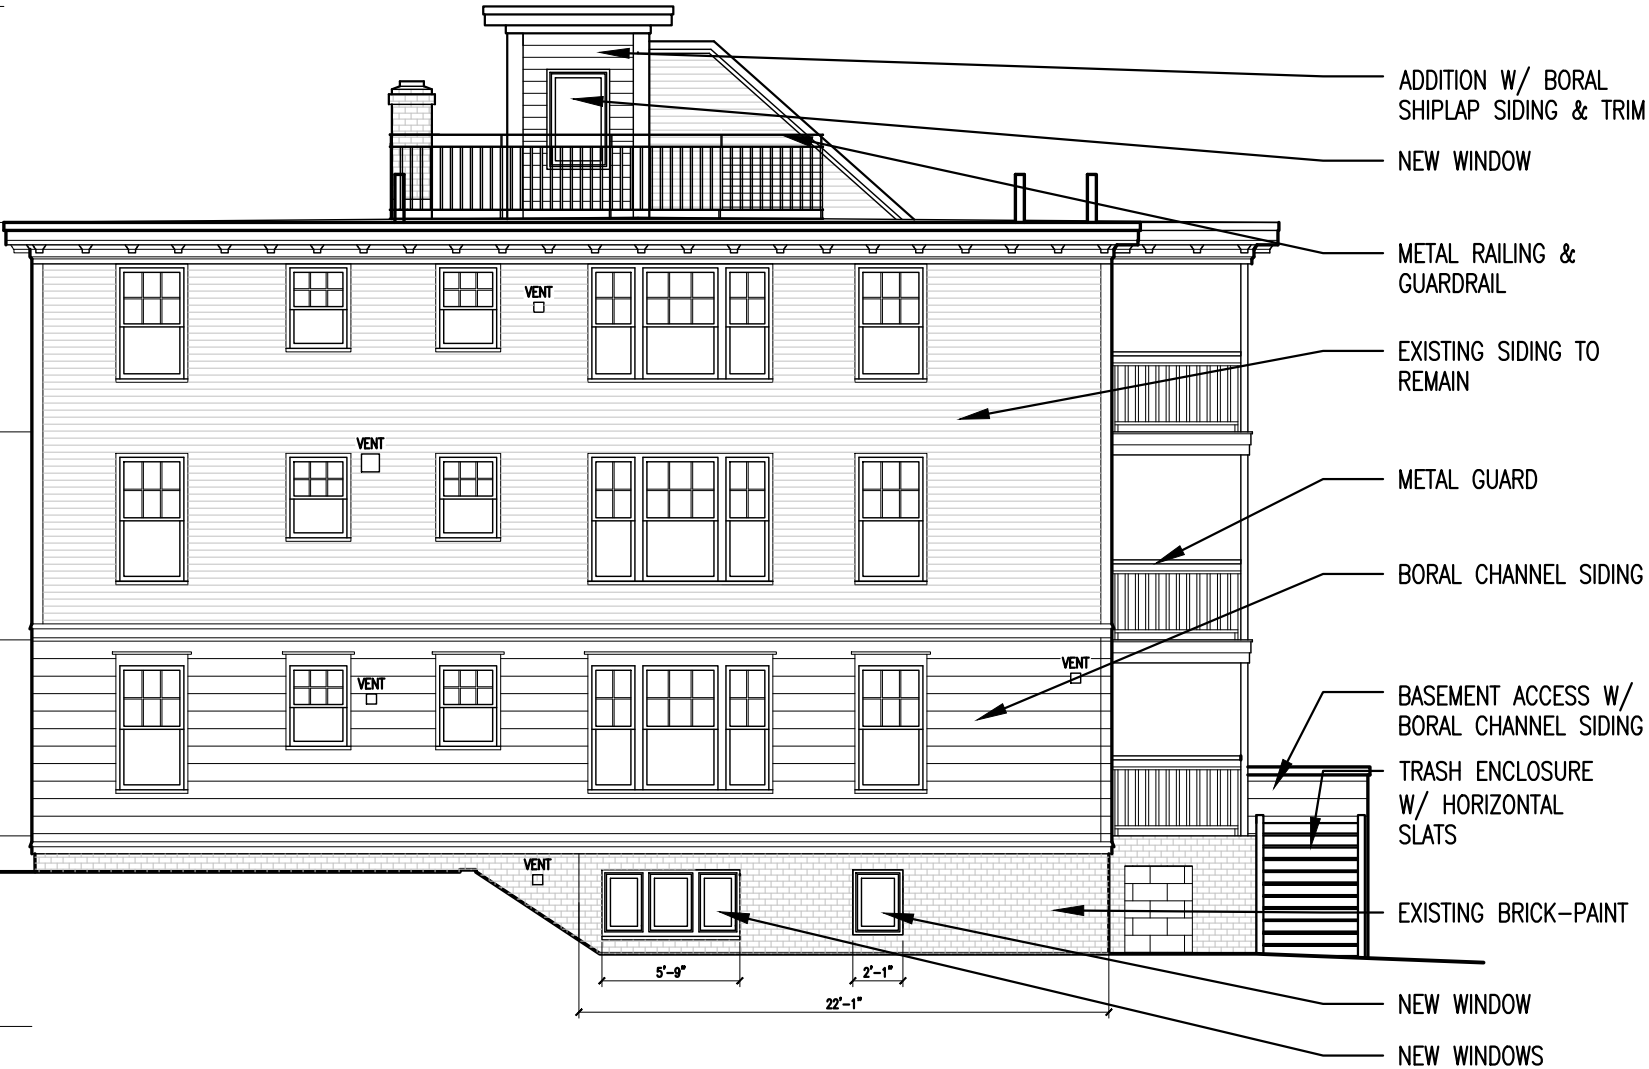 ADDITION W/ BORAL
SHIPLAP SIDING & TRIM
NEW WINDOW
METAL RAILING &
GUARDRAIL
VENT
EXISTING SIDING TO
REMAIN
VENT
METAL GUARD
BORAL CHANNEL SIDING
VENT
VENT
BASEMENT ACCESS W/
BORAL CHANNEL SIDING
TRASH ENCLOSURE
W/ HORIZONTAL
SLATS
VENT
EXISTING BRICK-PAINT
5'-9"
2'-1"
22'-1"
NEW WINDOW
NEW WINDOWS